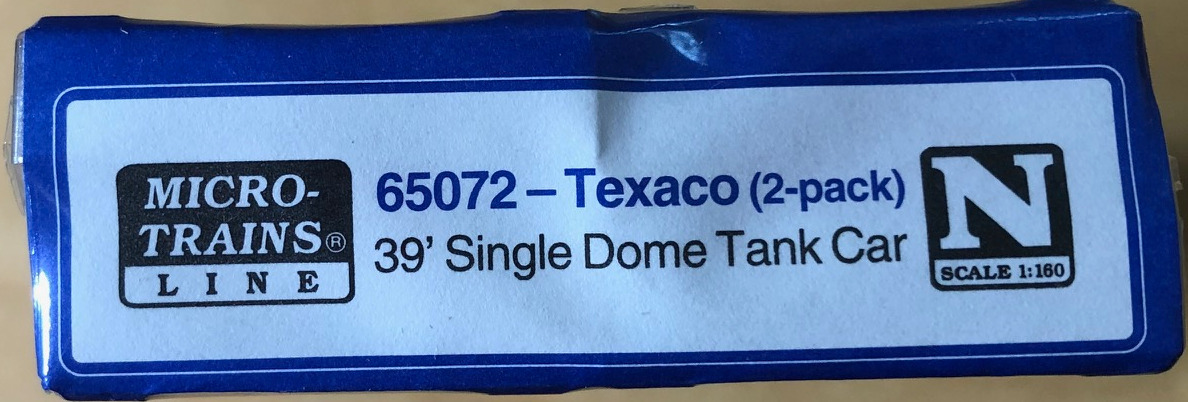 MICRO-
TRAINS®
LINE
65072 – Texaco (2-pack)
39' Single Dome Tank Car
N
SCALE 1:160